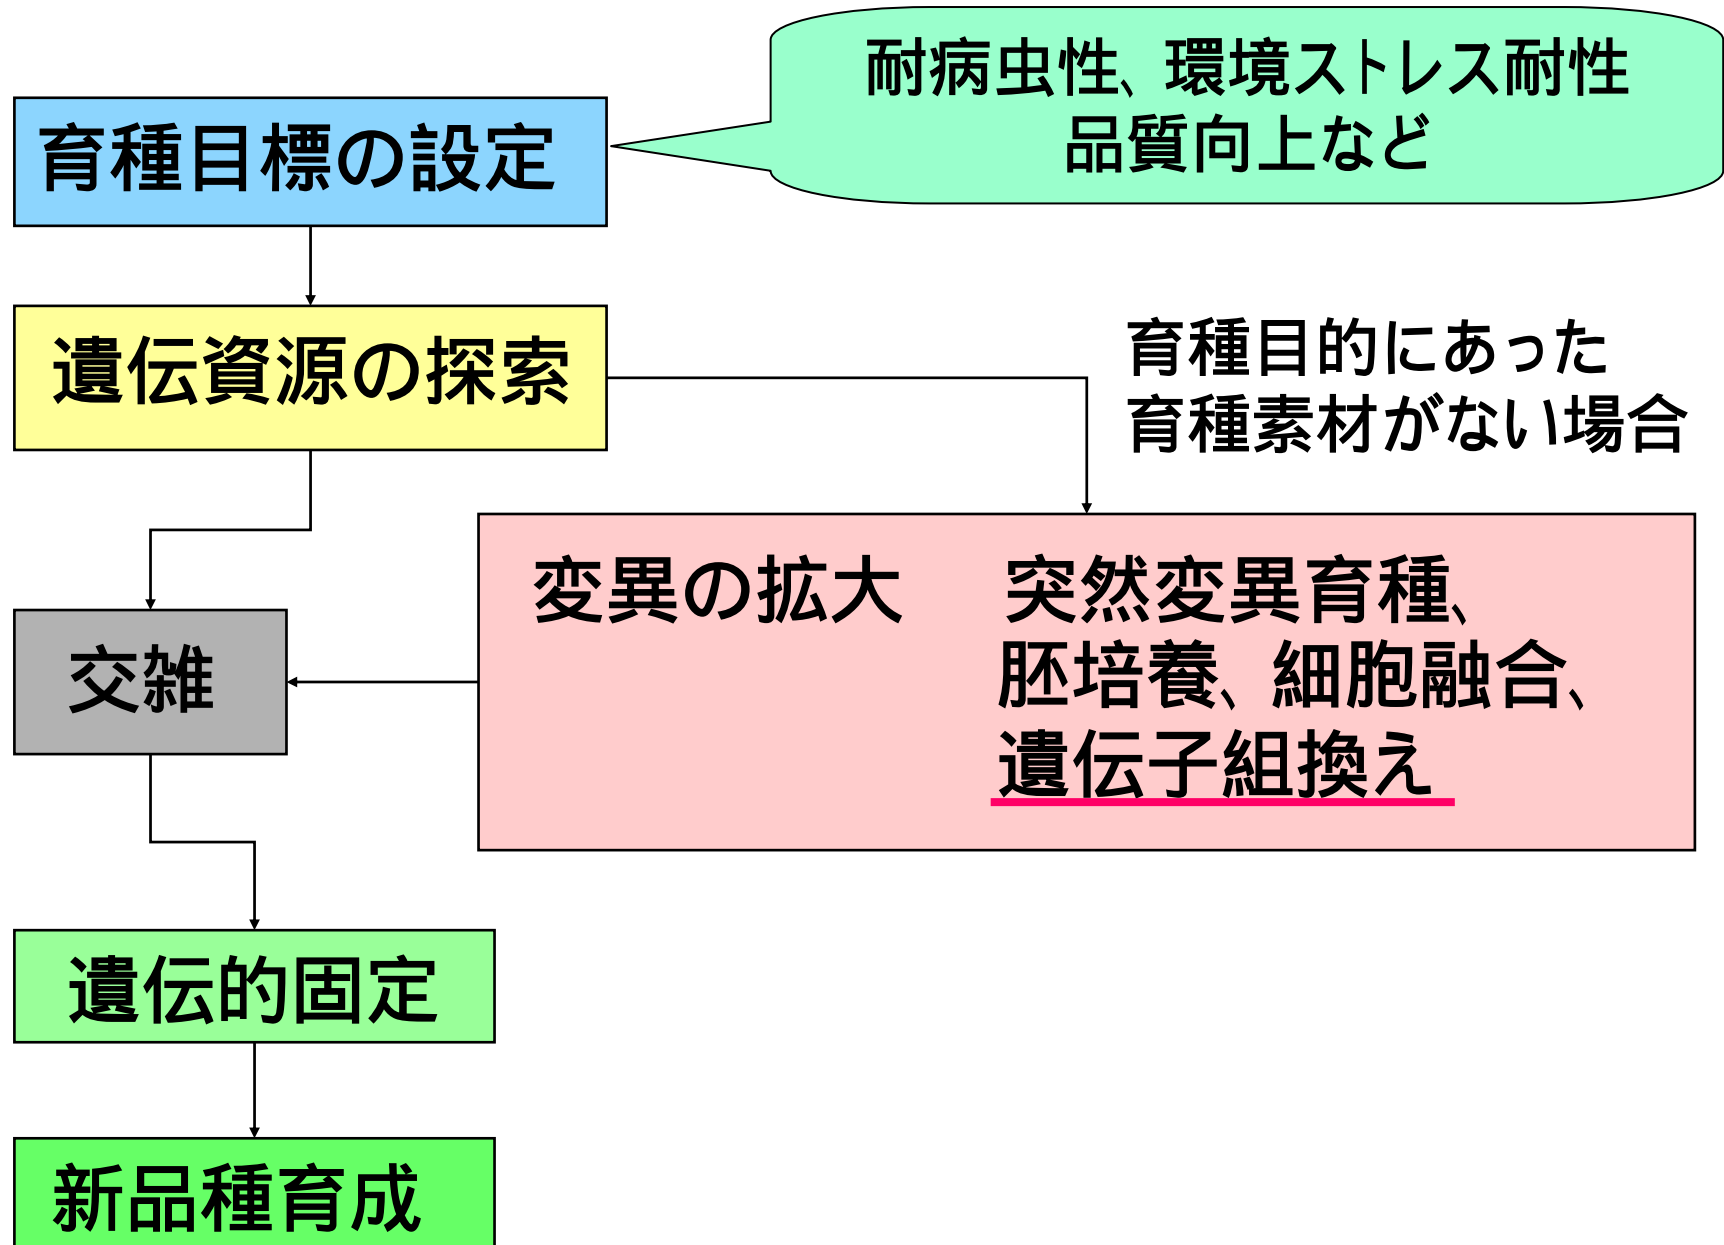 耐病虫性、環境ストレス耐性
品質向上など
育種目標の設定
遺伝資源の探索
育種目的にあった
育種素材がない場合
変異の拡大 突然変異育種、
胚培養、細胞融合、
遺伝子組換え
交雑
遺伝的固定
新品種育成